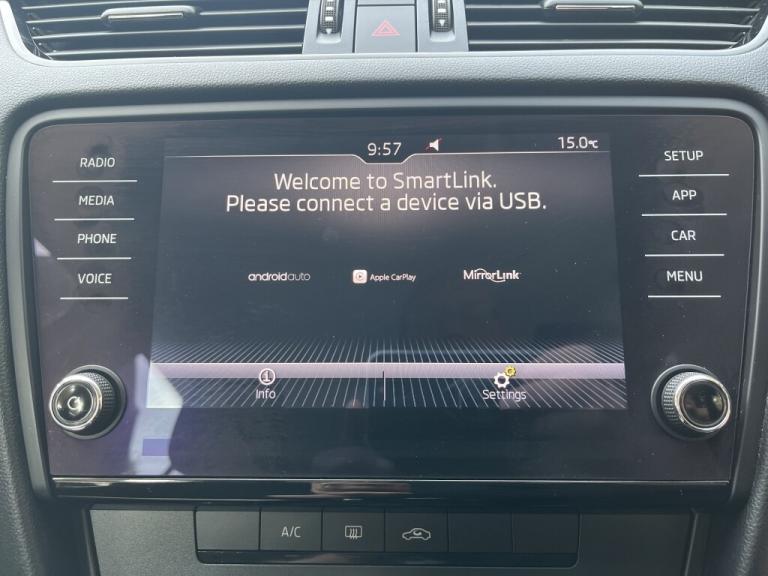 9:57 15.0°C
RADIO
MEDIA
PHONE
VOICE
SETUP
APP
CAR
MENU
Welcome to SmartLink.
Please connect a device via USB.
androidauto Apple CarPlay MirrorLink
Info Settings
A/C